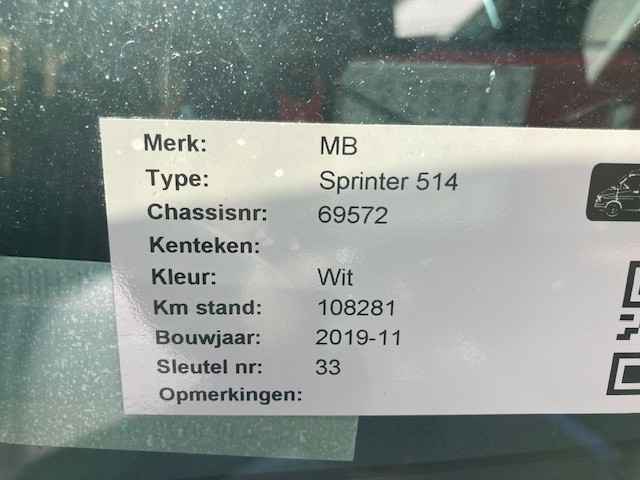 Merk: MB
Type: Sprinter 514
Chassisnr: 69572
Kenteken:
Kleur: Wit
Km stand: 108281
Bouwjaar: 2019-11
Sleutel nr: 33
Opmerkingen: